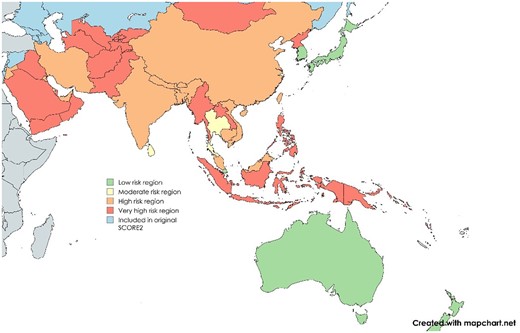 Low risk region
Moderate risk region
High risk region
Very high risk region
Included in original
SCORE2
Created with mapchart.net